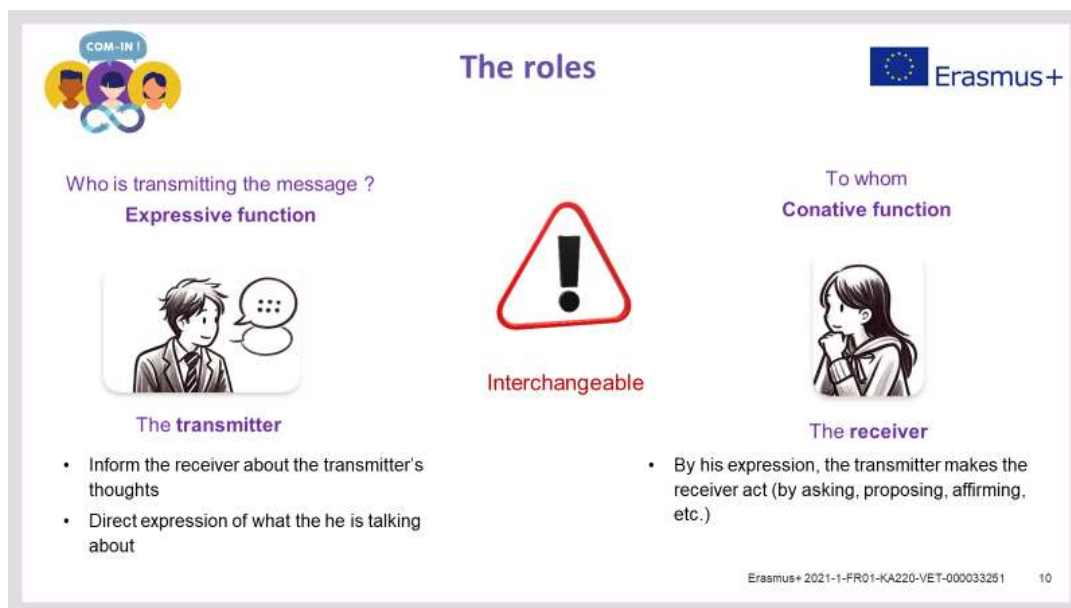 COM-IN !
The roles
Erasmus+
Who is transmitting the message ?
Expressive function
The transmitter
• Inform the receiver about the transmitter's
thoughts
• Direct expression of what the he is talking
about
Interchangeable
To whom
Conative function
The receiver
• By his expression, the transmitter makes the
receiver act (by asking, proposing, affirming,
etc.)
Erasmus+ 2021-1-FR01-KA220-VET-000033251 10